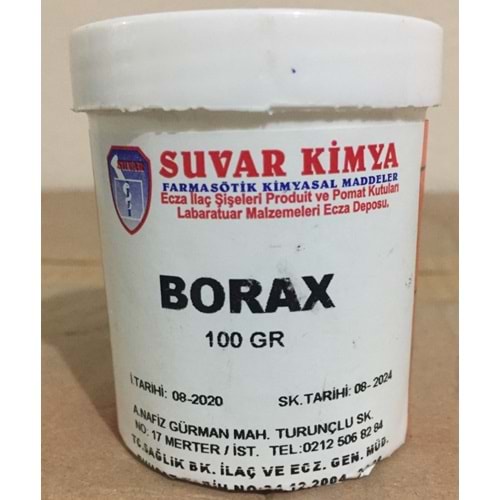 SUVAR
SUVAR KİMYA
FARMASÖTİK KİMYASAL MADDELER
Ecza İlaç Şişeleri Produit ve Pomat Kutuları
Labaratuar Malzemeleri Ecza Deposu.
BORAX
100 GR
İ.TARİHİ: 08-2020 SK.TARİHİ: 08-2024
A.NAFİZ GÜRMAN MAH. TURUNÇLU SK.
NO: 17 MERTER / İST. TEL:0212 506 82 84
T.C.SAĞLIK BK. İLAÇ VE ECZ. GEN. MÜD.